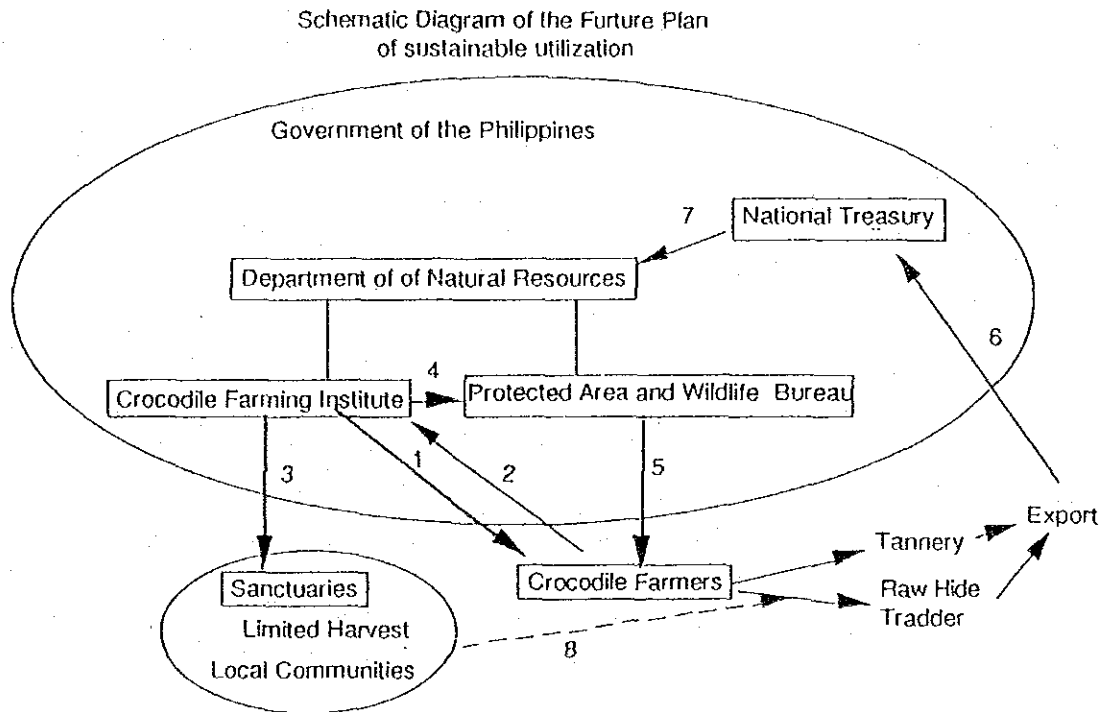 Schematic Diagram of the Furture Plan
of sustainable utilization
Government of the Philippines
7
National Treasury
Department of of Natural Resources
6
4
Crocodile Farming Institute
Protected Area and Wildlife Bureau
3
1
2
5
Export
Tannery
Sanctuaries
Crocodile Farmers
Raw Hide
Tradder
Limited Harvest
8
Local Communities